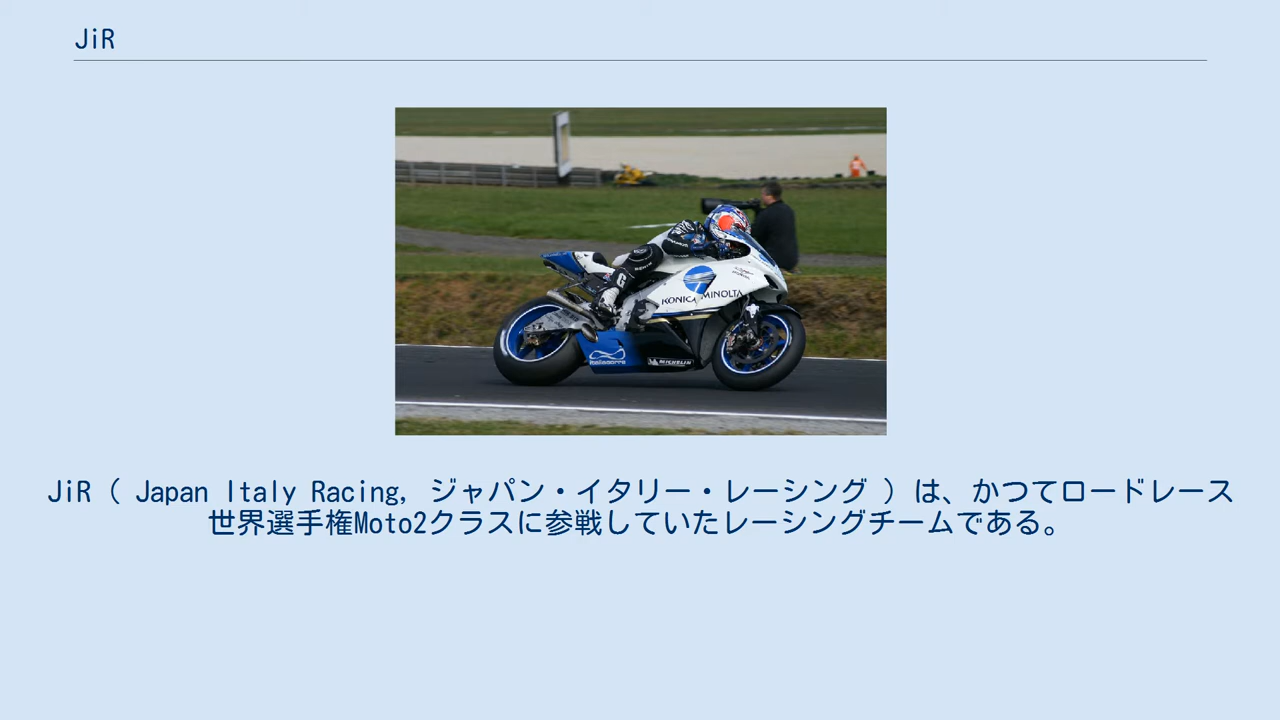 JiR
KONICA MINOLTA
MICHELIN
JiR ( Japan Italy Racing, ジャパン・イタリー・レーシング ) は、かつてロードレース
世界選手権Moto2クラスに参戦していたレーシングチームである。